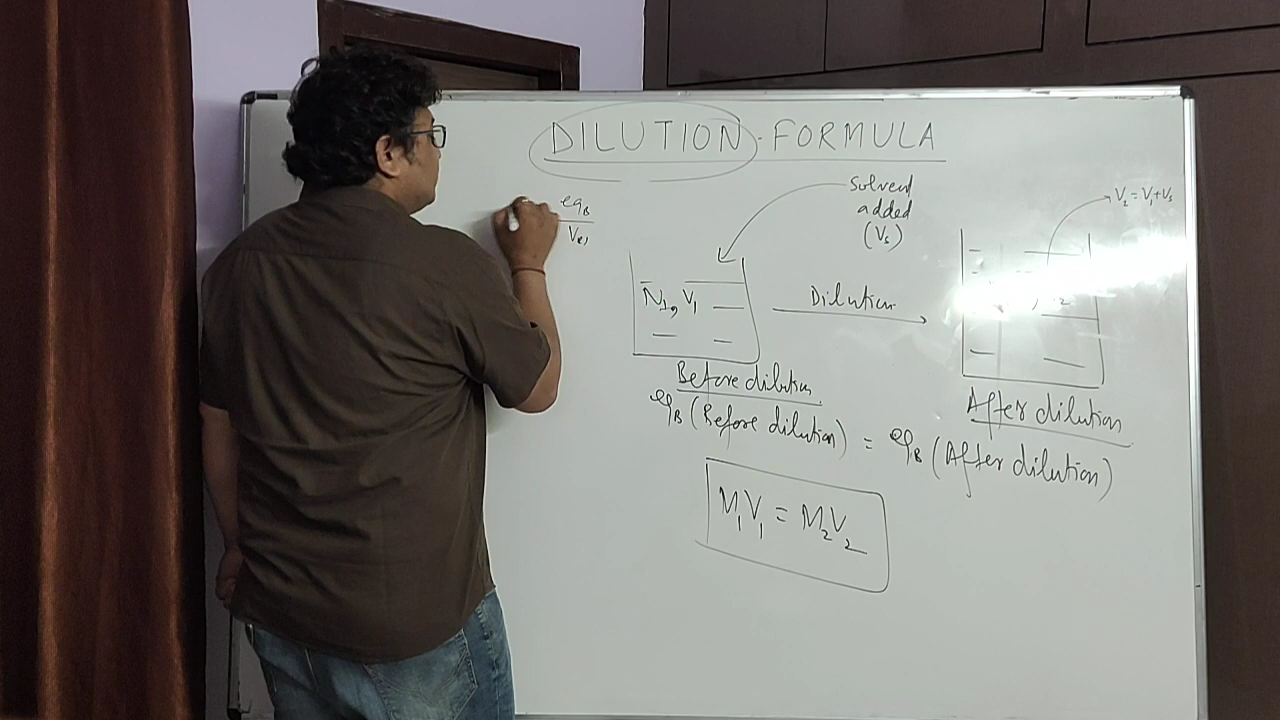 DILUTION-FORMULA
Solvent
added
(Vs)
V2 = V1+Vs
eqB
N1, V1
Dilution
Before dilution
After dilution
eqB (Before dilution) = eqB (After dilution)
M1V1 = M2V2